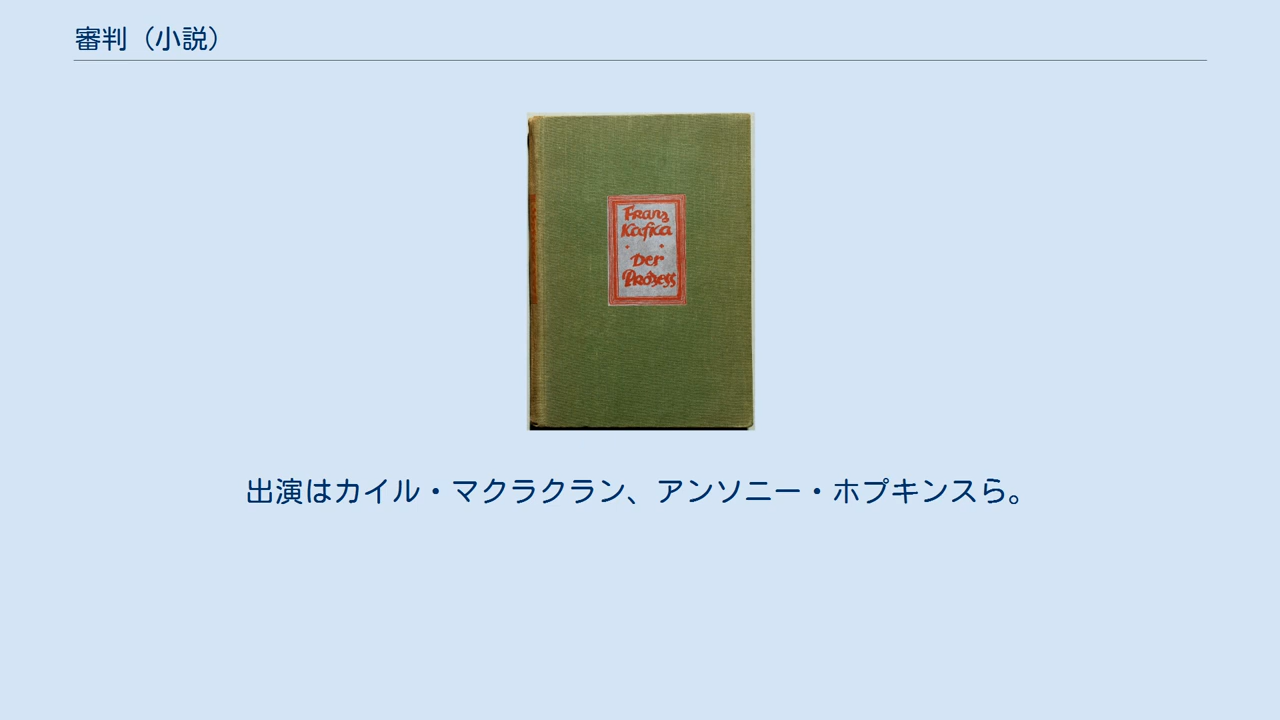 審判（小説）
Franz
Kafka
Der
Prozess
出演はカイル・マクラクラン、アンソニー・ホプキンスら。